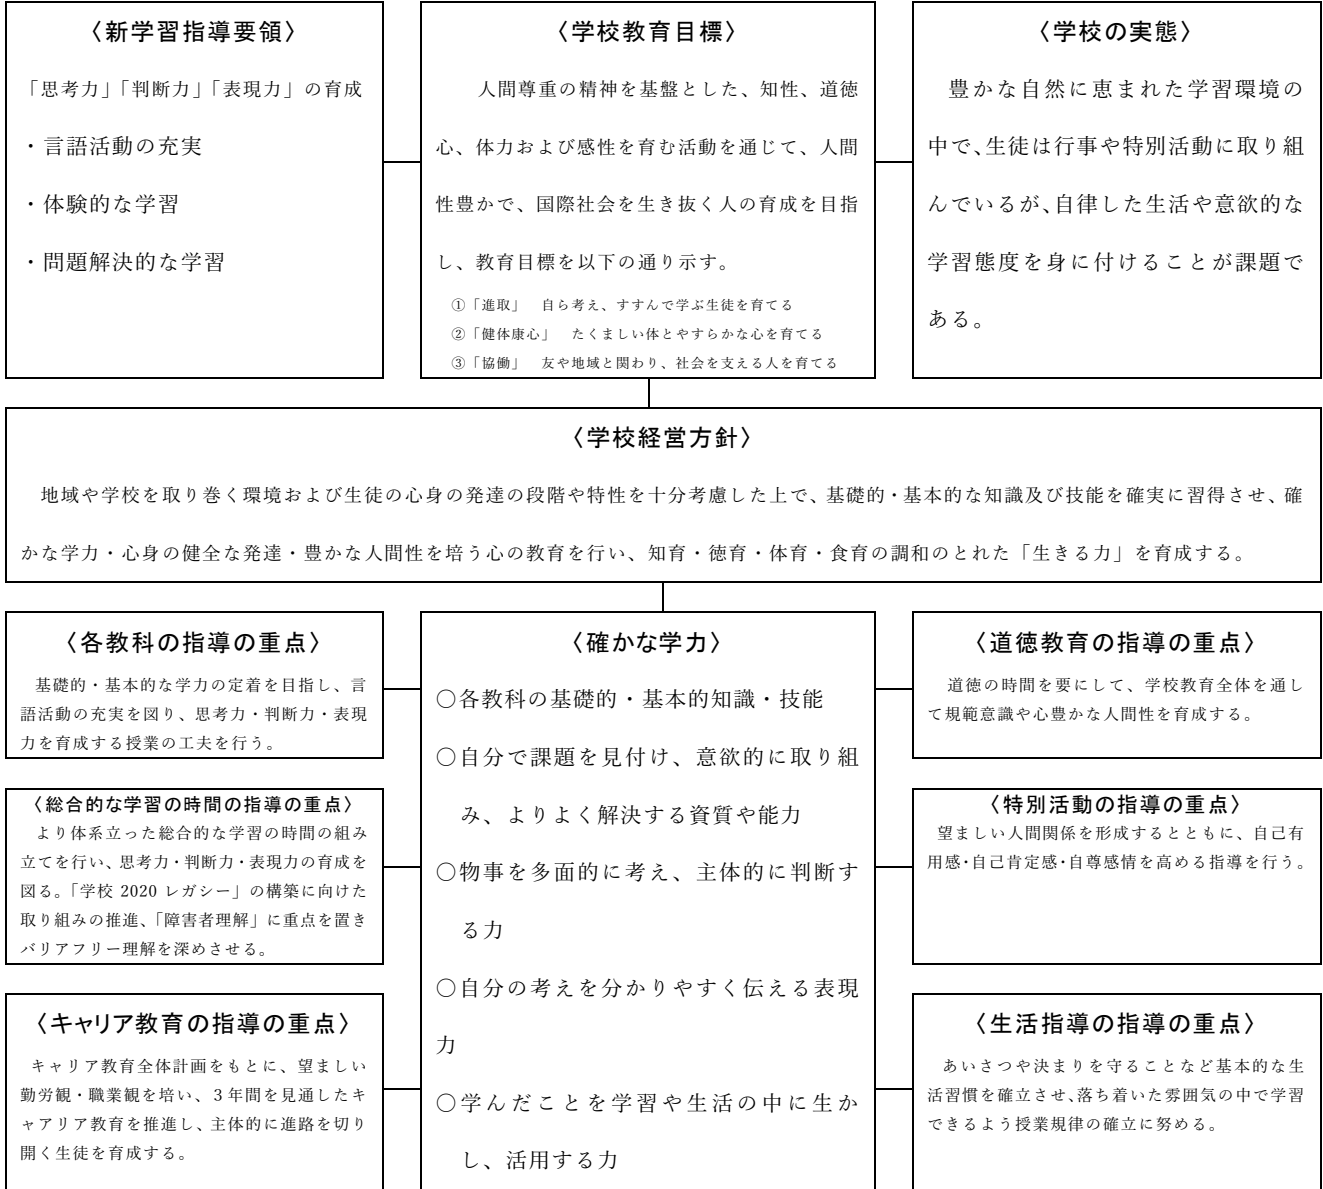 〈新学習指導要領〉
「思考力」「判断力」「表現力」の育成
・言語活動の充実
・体験的な学習
・問題解決的な学習
〈学校教育目標〉
人間尊重の精神を基盤とした、知性、道徳
心、体力および感性を育む活動を通じて、人間
性豊かで、国際社会を生き抜く人の育成を目指
し、教育目標を以下の通り示す。
①「進取」　自ら考え、すすんで学ぶ生徒を育てる
②「健体康心」　たくましい体とやすらかな心を育てる
③「協働」　友や地域と関わり、社会を支える人を育てる
〈学校の実態〉
豊かな自然に恵まれた学習環境の
中で、生徒は行事や特別活動に取り組
んでいるが、自律した生活や意欲的な
学習態度を身に付けることが課題で
ある。
〈学校経営方針〉
地域や学校を取り巻く環境および生徒の心身の発達の段階や特性を十分考慮した上で、基礎的・基本的な知識及び技能を確実に習得させ、確
かな学力・心身の健全な発達・豊かな人間性を培う心の教育を行い、知育・徳育・体育・食育の調和のとれた「生きる力」を育成する。
〈各教科の指導の重点〉
基礎的・基本的な学力の定着を目指し、言
語活動の充実を図り、思考力・判断力・表現
力を育成する授業の工夫を行う。
〈総合的な学習の時間の指導の重点〉
より体系立った総合的な学習の時間の組み
立てを行い、思考力・判断力・表現力の育成を
図る。「学校 2020 レガシー」の構築に向けた
取り組みの推進、「障害者理解」に重点を置き
バリアフリー理解を深めさせる。
〈キャリア教育の指導の重点〉
キャリア教育全体計画をもとに、望ましい
勤労観・職業観を培い、３年間を見通したキ
ャアリア教育を推進し、主体的に進路を切り
開く生徒を育成する。
〈確かな学力〉
〇各教科の基礎的・基本的知識・技能
〇自分で課題を見付け、意欲的に取り組
み、よりよく解決する資質や能力
〇物事を多面的に考え、主体的に判断す
る力
〇自分の考えを分かりやすく伝える表現
力
〇学んだことを学習や生活の中に生か
し、活用する力
〈道徳教育の指導の重点〉
道徳の時間を要にして、学校教育全体を通し
て規範意識や心豊かな人間性を育成する。
〈特別活動の指導の重点〉
望ましい人間関係を形成するとともに、自己有
用感・自己肯定感・自尊感情を高める指導を行う。
〈生活指導の指導の重点〉
あいさつや決まりを守ることなど基本的な生
活習慣を確立させ、落ち着いた雰囲気の中で学習
できるよう授業規律の確立に努める。